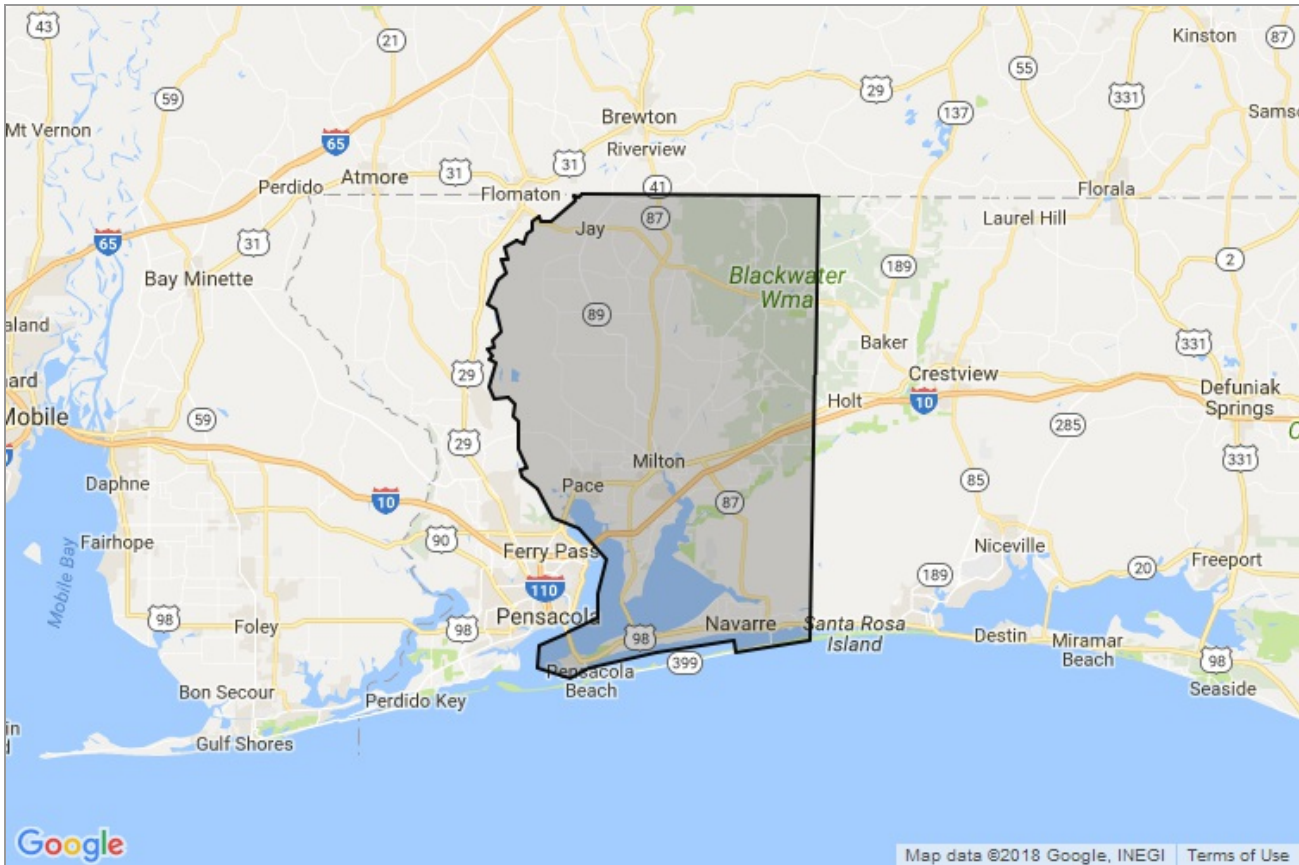 43
21
Kinston
87
55
59
29
331
137
Samso
Brewton
Mt Vernon
65
Riverview
31
Atmore
31
Perdido
Flomaton
41
Florala
87
Laurel Hill
Jay
31
65
2
Bay Minette
189
Blackwater
Wma
89
aland
Baker
331
29
Crestview
ard
Defuniak
Springs
Holt
10
Mobile
59
285
29
Milton
331
Daphne
Pace
85
10
87
Fairhope
90
Ferry Pass
Niceville
Freeport
Mobile Bay
110
189
20
98
Foley
98
Pensacola
98
Navarre
Santa Rosa
Island
Destin
Miramar
Beach
399
98
Pensacola
Beach
Bon Secour
Perdido Key
Seaside
Gulf Shores
Google
Map data ©2018 Google, INEGI
Terms of Use